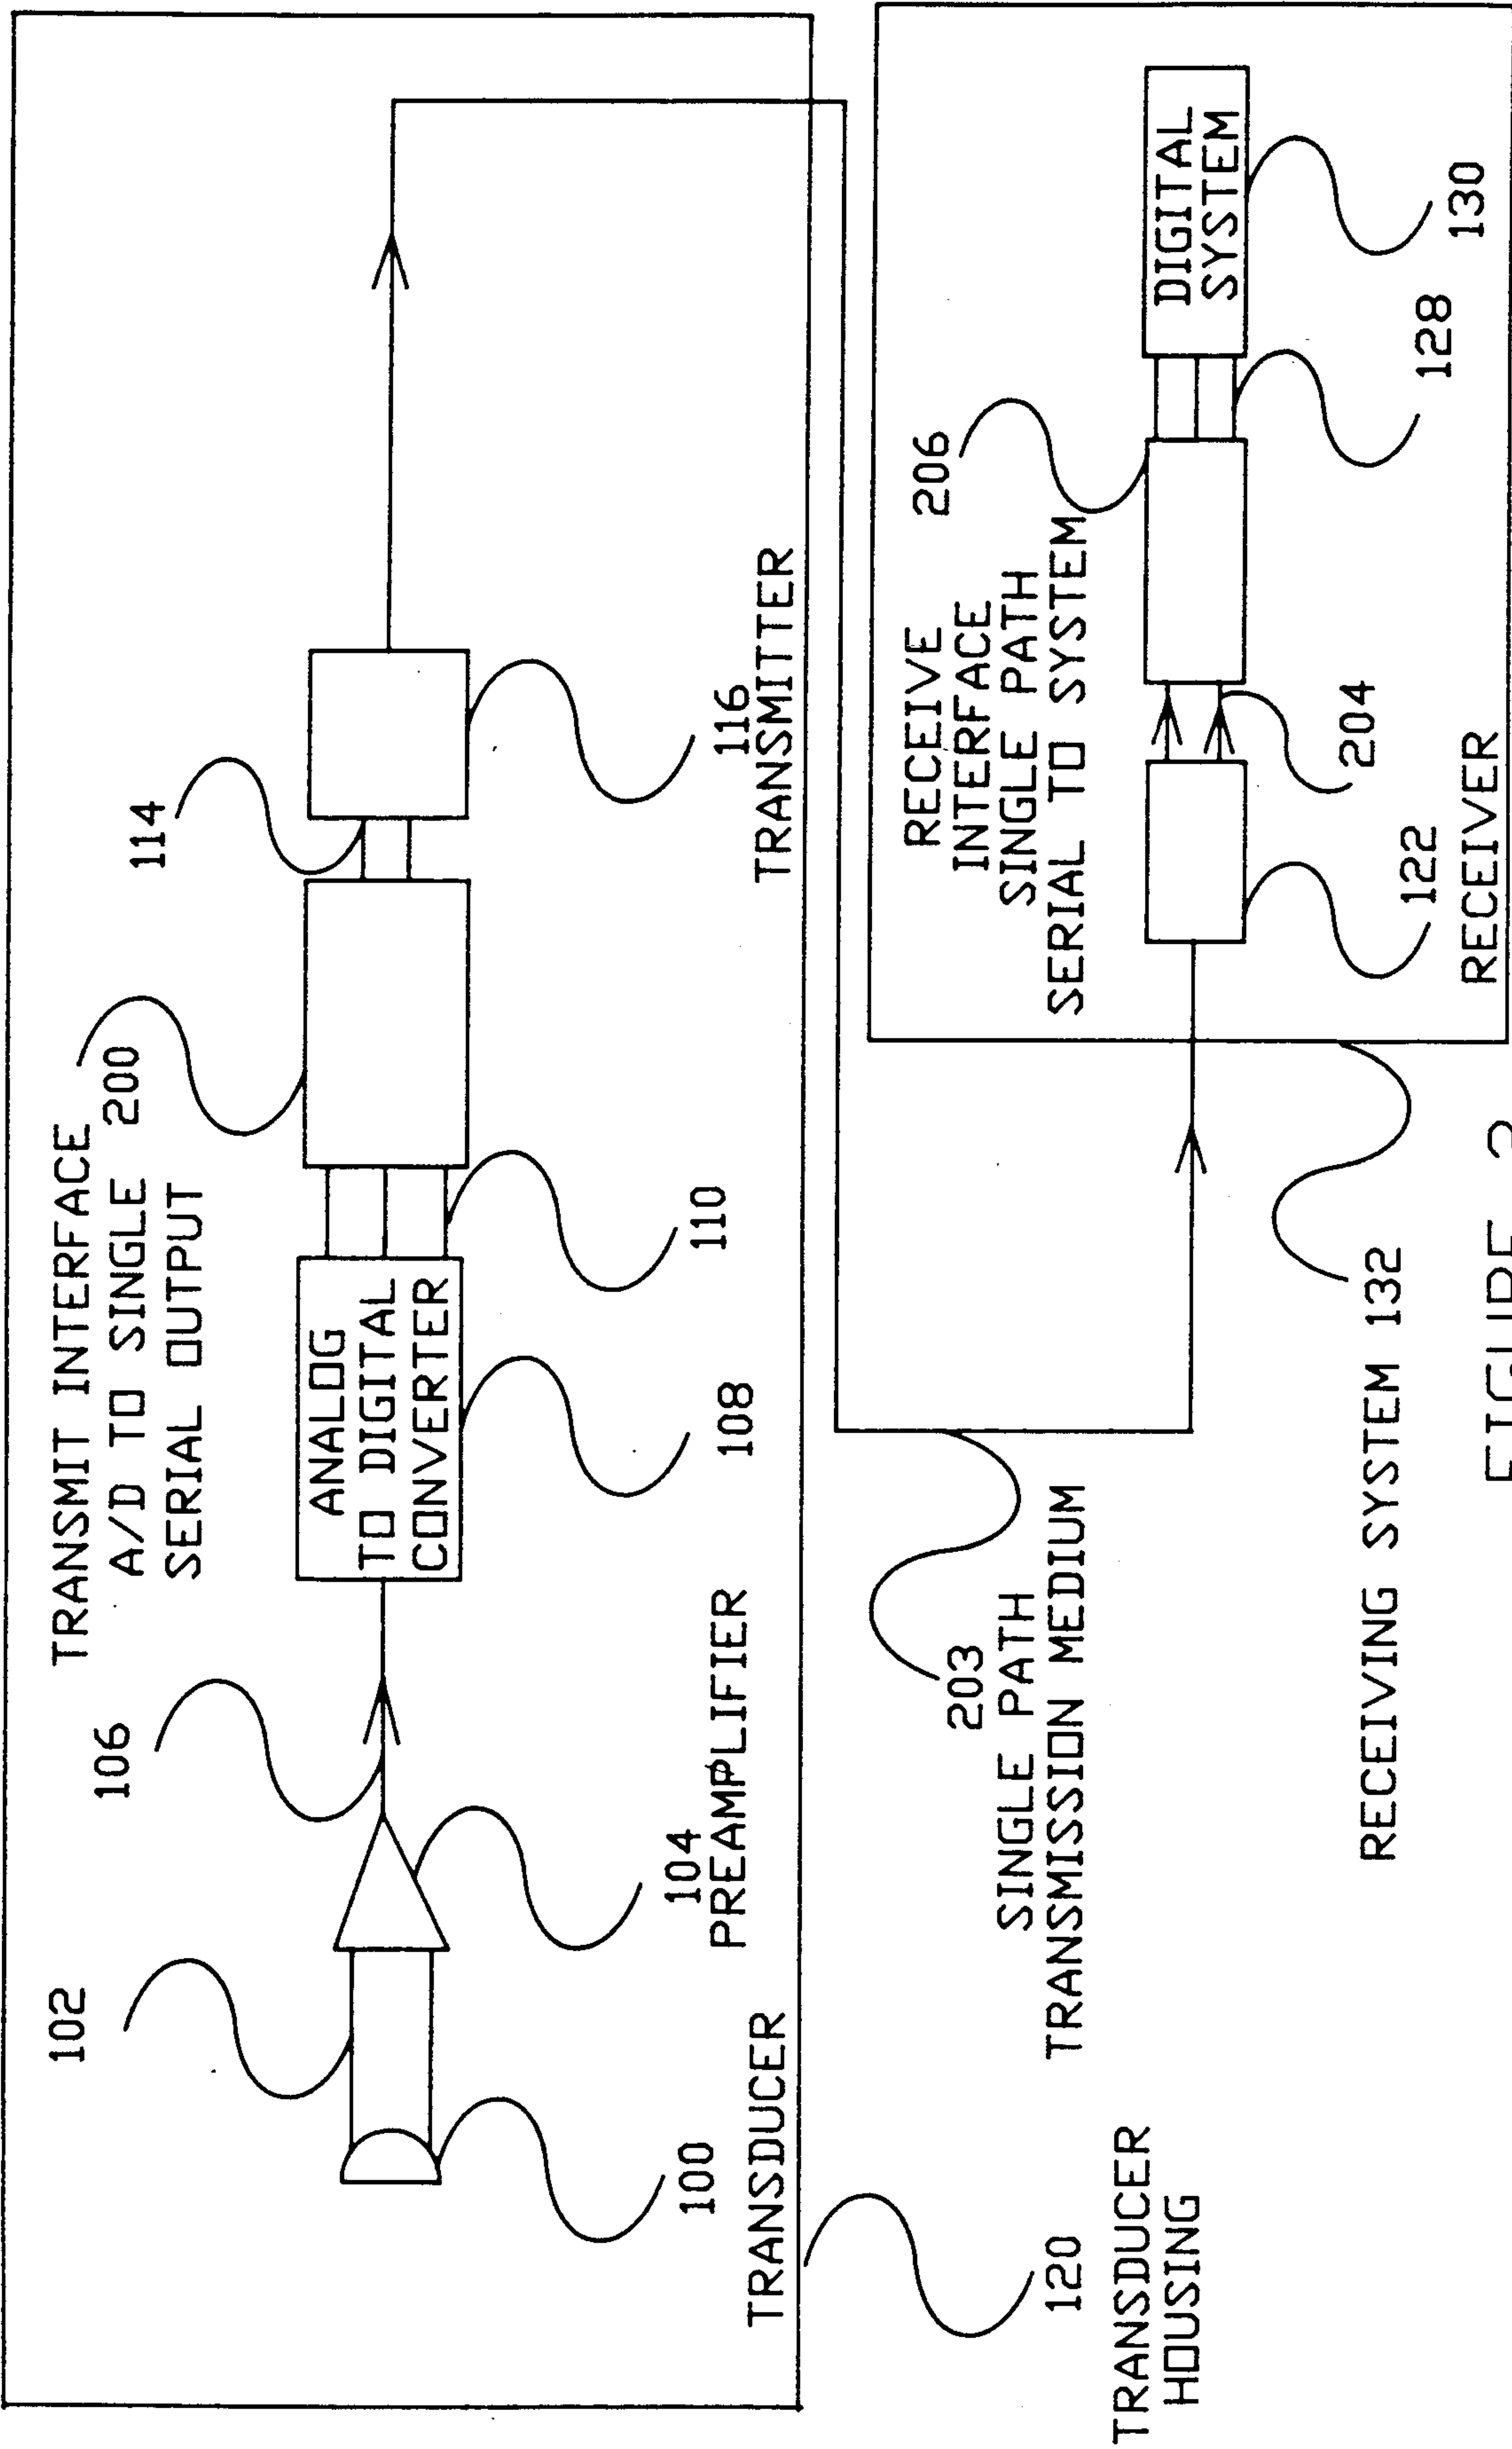 TRANSMIT INTERFACE
A/D TO SINGLE 200
SERIAL OUTPUT
102
106
114
ANALOG
TO DIGITAL
CONVERTER
100
TRANSDUCER
104
PREAMPLIFIER
108
110
116
TRANSMITTER
120
TRANSDUCER
HOUSING
203
SINGLE PATH
TRANSMISSION MEDIUM
RECEIVE
INTERFACE
SINGLE PATH
SERIAL TO SYSTEM
206
DIGITAL
SYSTEM
122
RECEIVER
204
128
130
RECEIVING SYSTEM 132
FIGURE